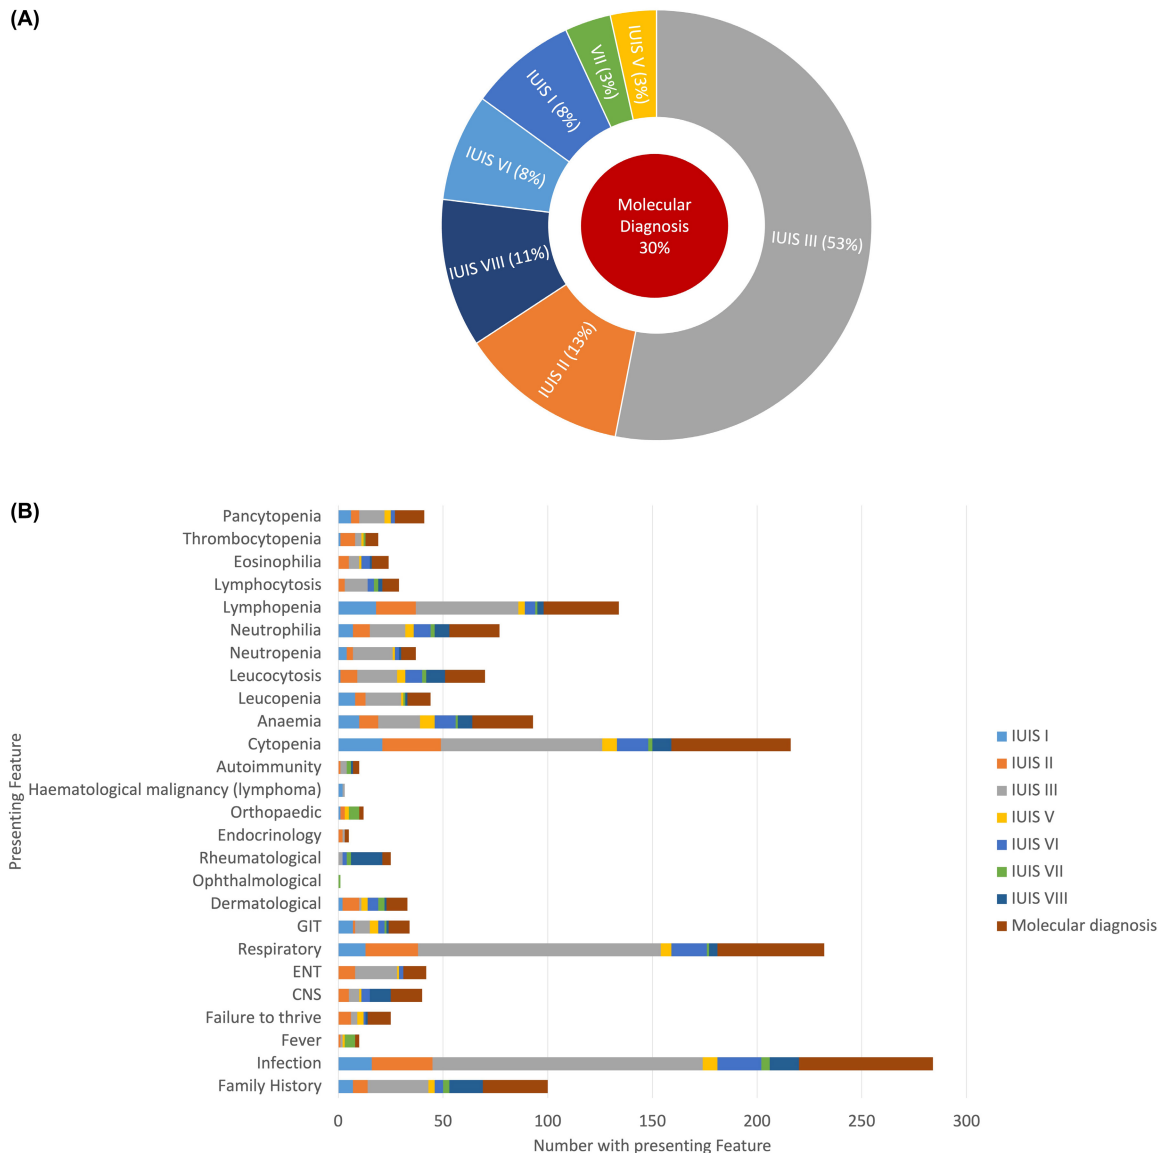 (A)
IUIS V (3%)
VII (3%)
IUIS I (8%)
IUIS VI (8%)
IUIS VIII (11%)
IUIS II (13%)
IUIS III (53%)
Molecular
Diagnosis
30%
(B)
Presenting Feature
Pancytopenia
Thrombocytopenia
Eosinophilia
Lymphocytosis
Lymphopenia
Neutrophilia
Neutropenia
Leucocytosis
Leucopenia
Anaemia
Cytopenia
Autoimmunity
Haematological malignancy (lymphoma)
Orthopaedic
Endocrinology
Rheumatological
Ophthalmological
Dermatological
GIT
Respiratory
ENT
CNS
Failure to thrive
Fever
Infection
Family History
0 50 100 150 200 250 300
Number with presenting Feature
IUIS I
IUIS II
IUIS III
IUIS V
IUIS VI
IUIS VII
IUIS VIII
Molecular diagnosis